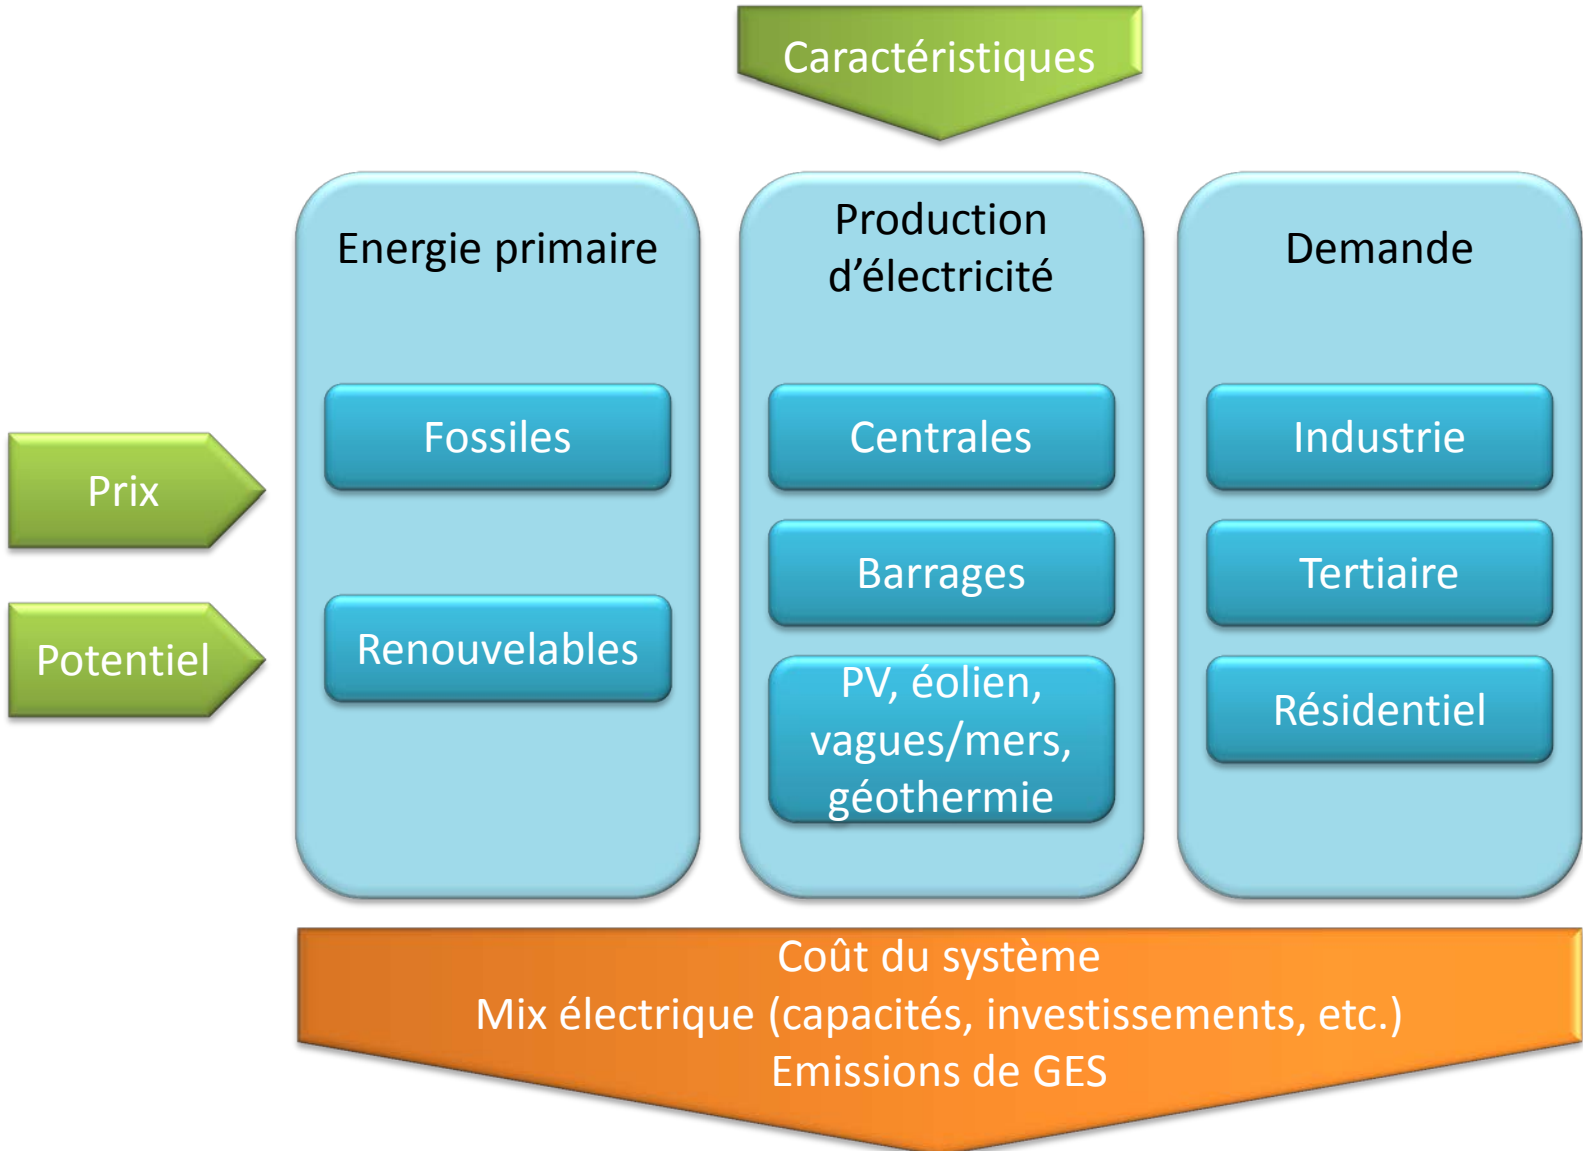 Caractéristiques
Energie primaire
Production
d’électricité
Demande
Prix
Potentiel
Fossiles
Renouvelables
Centrales
Barrages
PV, éolien,
vagues/mers,
géothermie
Industrie
Tertiaire
Résidentiel
Coût du système
Mix électrique (capacités, investissements, etc.)
Emissions de GES